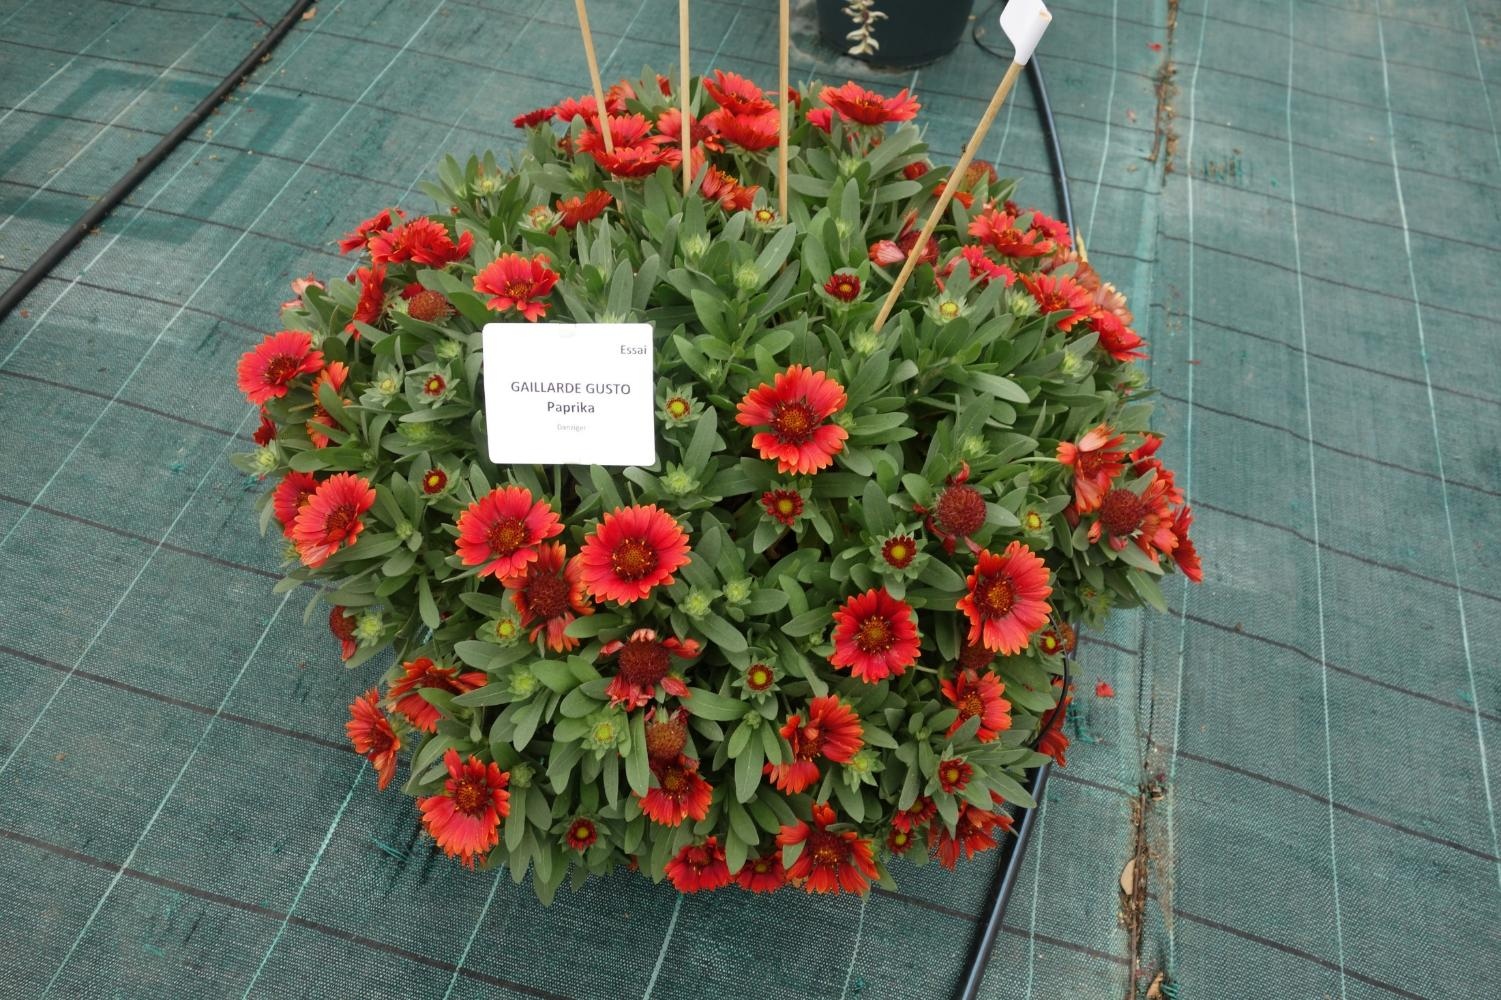 Essai
GAILLARDE GUSTO
Paprika
Danziger